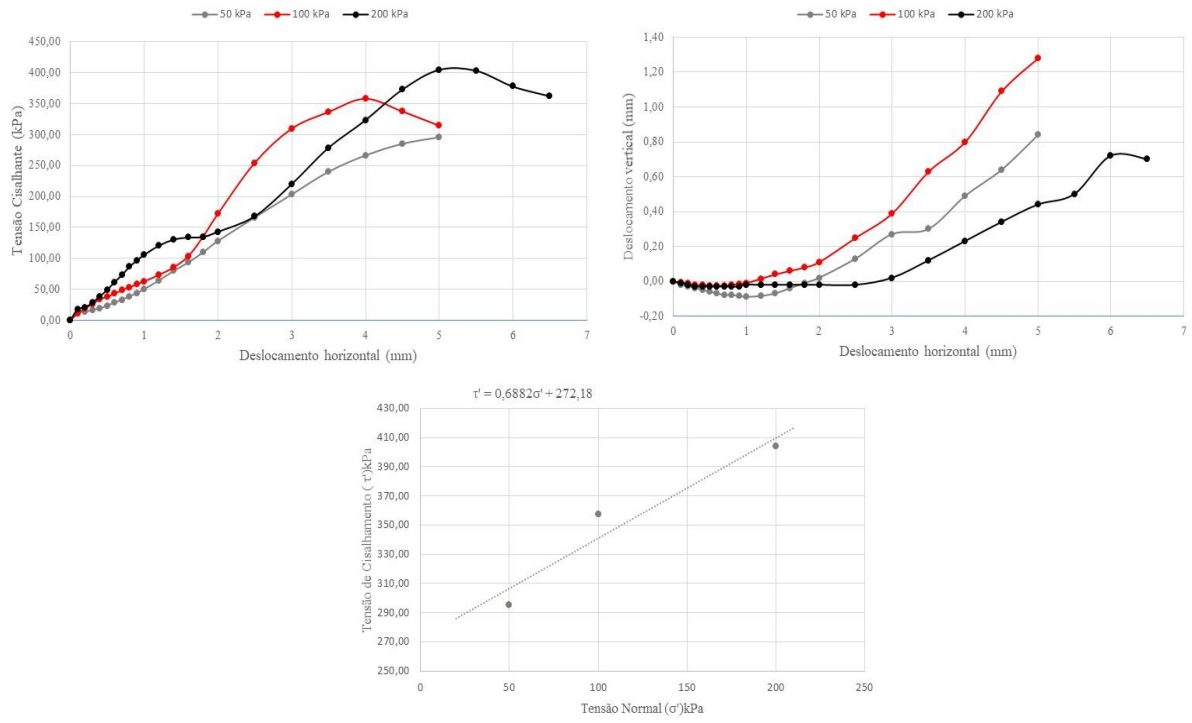 50 kPa 100 kPa 200 kPa
450,00
400,00
350,00
300,00
250,00
200,00
150,00
100,00
50,00
0,00
Tensão Cisalhante (kPa)
0 1 2 3 4 5 6 7
Deslocamento horizontal (mm)
50 kPa 100 kPa 200 kPa
1,40
1,20
1,00
0,80
0,60
0,40
0,20
0,00
-0,20
Deslocamento vertical (mm)
0 1 2 3 4 5 6 7
Deslocamento horizontal (mm)
τ' = 0,6882σ' + 272,18
430,00
410,00
390,00
370,00
350,00
330,00
310,00
290,00
270,00
250,00
Tensão de Cisalhamento ( τ')kPa
0 50 100 150 200 250
Tensão Normal (σ')kPa